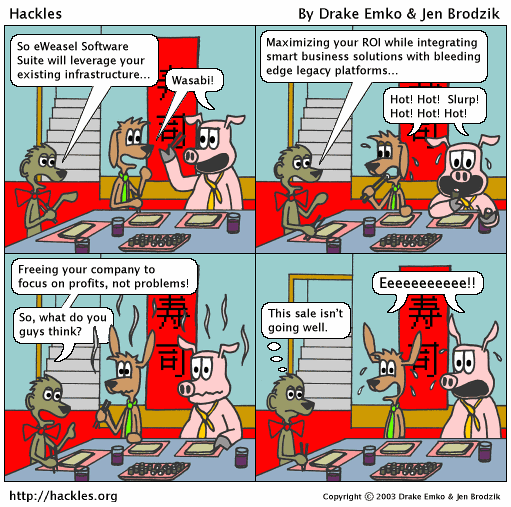 Hackles
By Drake Emko & Jen Brodzik
So eWeasel Software
Suite will leverage your
existing infrastructure...
Wasabi!
寿
司
Maximizing your ROI while integrating
smart business solutions with bleeding
edge legacy platforms...
Hot! Hot!  Slurp!
Hot! Hot! Hot!
司
Freeing your company to
focus on profits, not problems!
So, what do you
guys think?
寿
司
This sale isn't
going well.
Eeeeeeeeeee!!
寿
司
http://hackles.org
Copyright © 2003 Drake Emko & Jen Brodzik